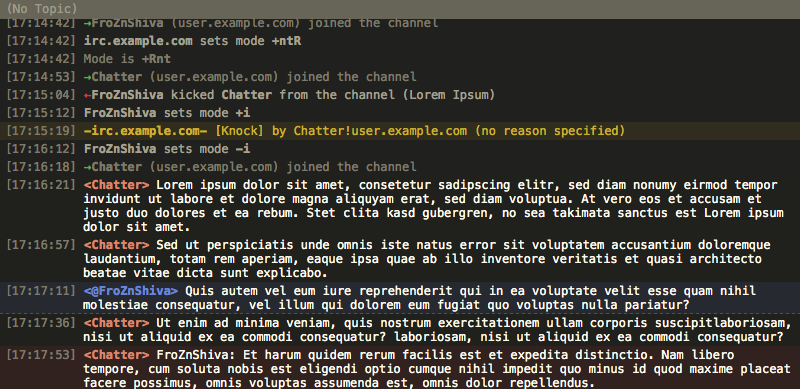 (No Topic)
[17:14:42] →FroZnShiva (user.example.com) joined the channel
[17:14:42] irc.example.com sets mode +ntR
[17:14:42] Mode is +Rnt
[17:14:53] →Chatter (user.example.com) joined the channel
[17:15:04] ←FroZnShiva kicked Chatter from the channel (Lorem Ipsum)
[17:15:12] FroZnShiva sets mode +i
[17:15:19] -irc.example.com- [Knock] by Chatter!user.example.com (no reason specified)
[17:16:12] FroZnShiva sets mode -i
[17:16:18] →Chatter (user.example.com) joined the channel
[17:16:21] <Chatter> Lorem ipsum dolor sit amet, consetetur sadipscing elitr, sed diam nonumy eirmod tempor
invidunt ut labore et dolore magna aliquyam erat, sed diam voluptua. At vero eos et accusam et
justo duo dolores et ea rebum. Stet clita kasd gubergren, no sea takimata sanctus est Lorem ipsum
dolor sit amet.
[17:16:57] <Chatter> Sed ut perspiciatis unde omnis iste natus error sit voluptatem accusantium doloremque
laudantium, totam rem aperiam, eaque ipsa quae ab illo inventore veritatis et quasi architecto
beatae vitae dicta sunt explicabo.
[17:17:11] <@FroZnShiva> Quis autem vel eum iure reprehenderit qui in ea voluptate velit esse quam nihil
molestiae consequatur, vel illum qui dolorem eum fugiat quo voluptas nulla pariatur?
[17:17:36] <Chatter> Ut enim ad minima veniam, quis nostrum exercitationem ullam corporis suscipitlaboriosam,
nisi ut aliquid ex ea commodi consequatur? laboriosam, nisi ut aliquid ex ea commodi consequatur?
[17:17:53] <Chatter> FroZnShiva: Et harum quidem rerum facilis est et expedita distinctio. Nam libero
tempore, cum soluta nobis est eligendi optio cumque nihil impedit quo minus id quod maxime placeat
facere possimus, omnis voluptas assumenda est, omnis dolor repellendus.